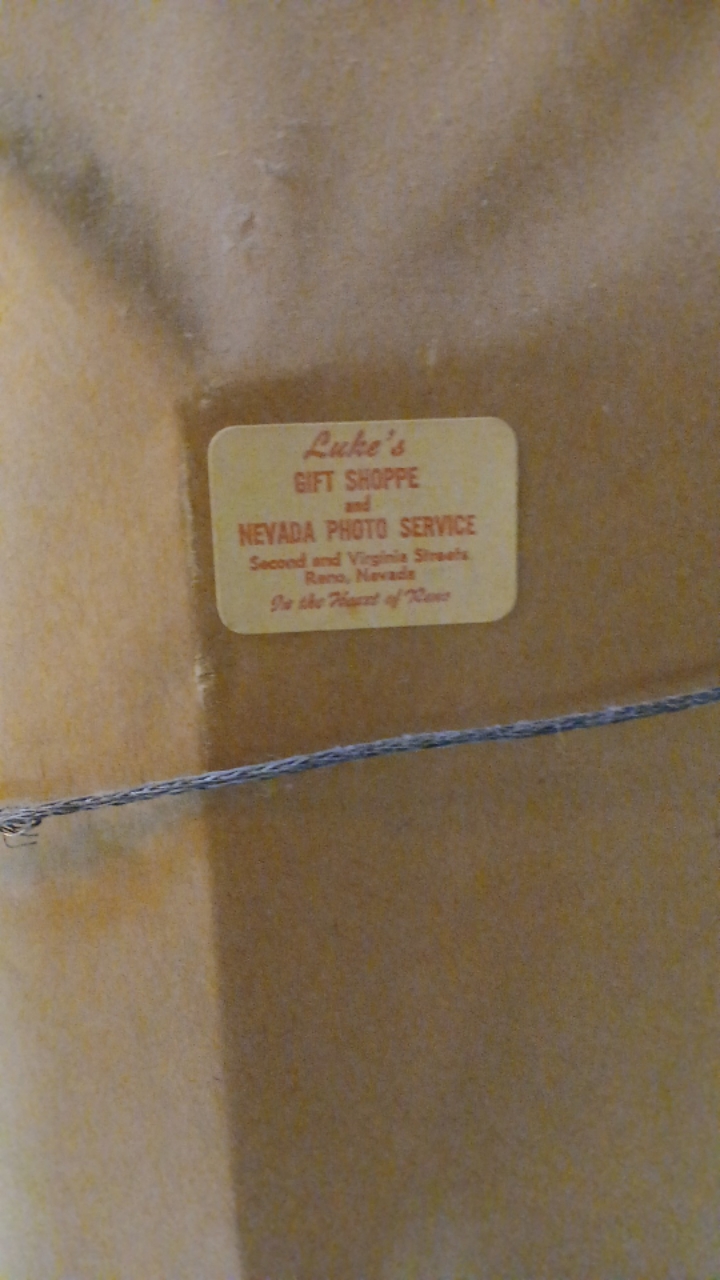 Luke's
GIFT SHOPPE
and
NEVADA PHOTO SERVICE
Second and Virginia Streets
Reno, Nevada
In the Heart of Reno